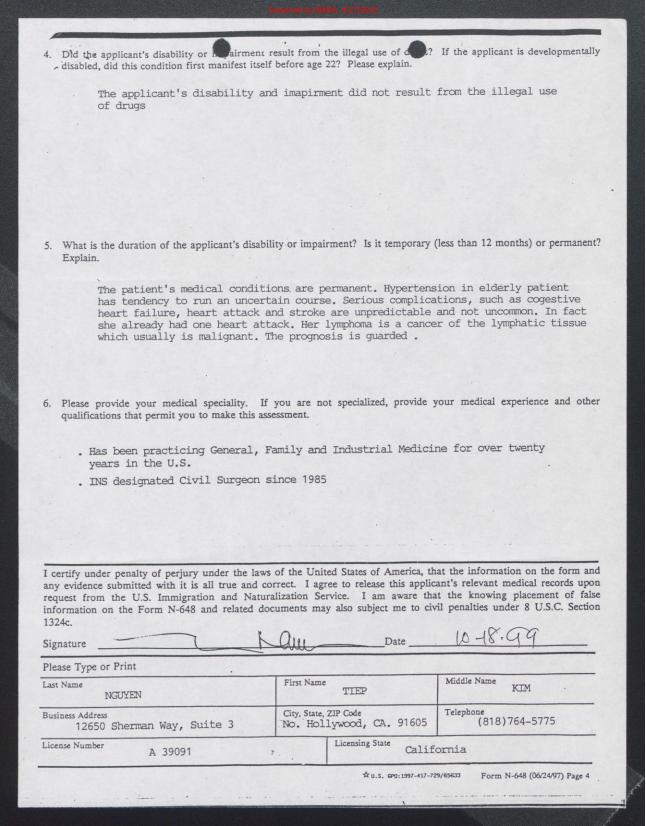 4. Did the applicant's disability or result from the illegal use of If the applicant is developmentally
disabled, did this condition first manifest itself before age 22? Please explain.
The applicant's disability and imapirment did not result from the illegal use
of drugs
5. What is the duration of the applicant's disability or impairment? Is it temporary (less than 12 months) or permanent?
Explain.
The patient's medical conditions are permanent. Hypertension in elderly patient
has tendency to run an uncertain course. Serious complications, such as cogestive
heart failure, heart attack and stroke are unpredictable and not uncommon. In fact
she already had one heart attack. Her lymphoma is a cancer of the lymphatic tissue
which usually is malignant. The prognosis is guarded .
6. Please provide your medical speciality. If you are not specialized, provide your medical experience and other
qualifications that permit you to make this assessment.
. Has been practicing General, Family and Industrial Medicine for over twenty
years in the U.S.
. INS designated Civil Surgeon since 1985
I certify under penalty of perjury under the laws of the United States of America, that the information on the form and
any evidence submitted with it is all true and correct. I agree to release this applicant's relevant medical records upon
request from the U.S. Immigration and Naturalization Service. I am aware that the knowing placement of false
information on the Form N-648 and related documents may also subject me to civil penalties under 8 U.S.C. Section
1324c.
Signature Date 10-18-99
Please Type or Print
Last Name First Name Middle Name
NGUYEN TIEP KIM
Business Address City, State, ZIP Code Telephone
12650 Sherman Way, Suite 3 No. Hollywood, CA. 91605 (818)764-5775
License Number Licensing State
A 39091 California
☆U.S. GPO:1997-417-729/65633 Form N-648 (06/24/97) Page 4